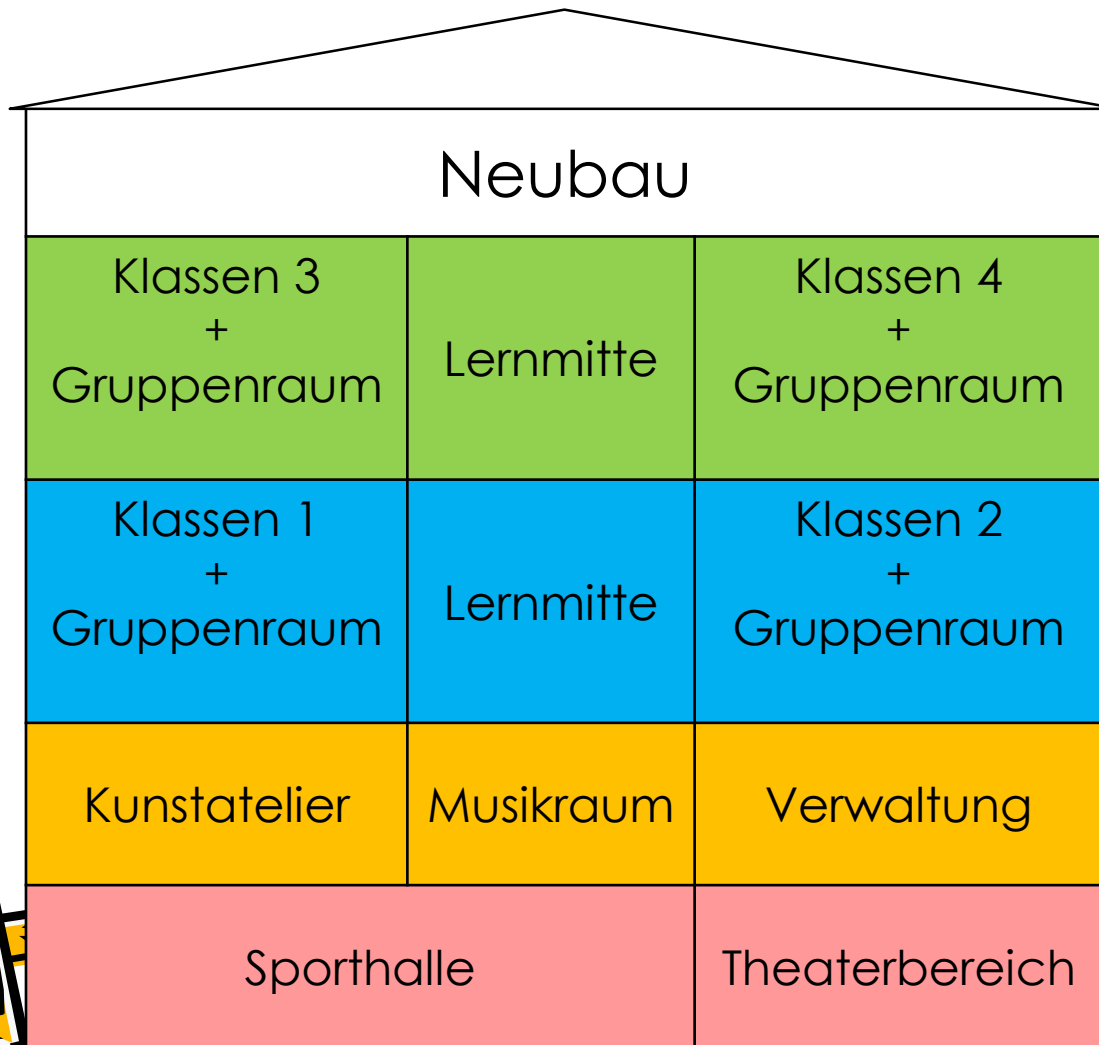 Neubau
Klassen 3
+
Gruppenraum
Lernmitte
Klassen 4
+
Gruppenraum
Klassen 1
+
Gruppenraum
Lernmitte
Klassen 2
+
Gruppenraum
Kunstatelier
Musikraum
Verwaltung
Sporthalle
Theaterbereich